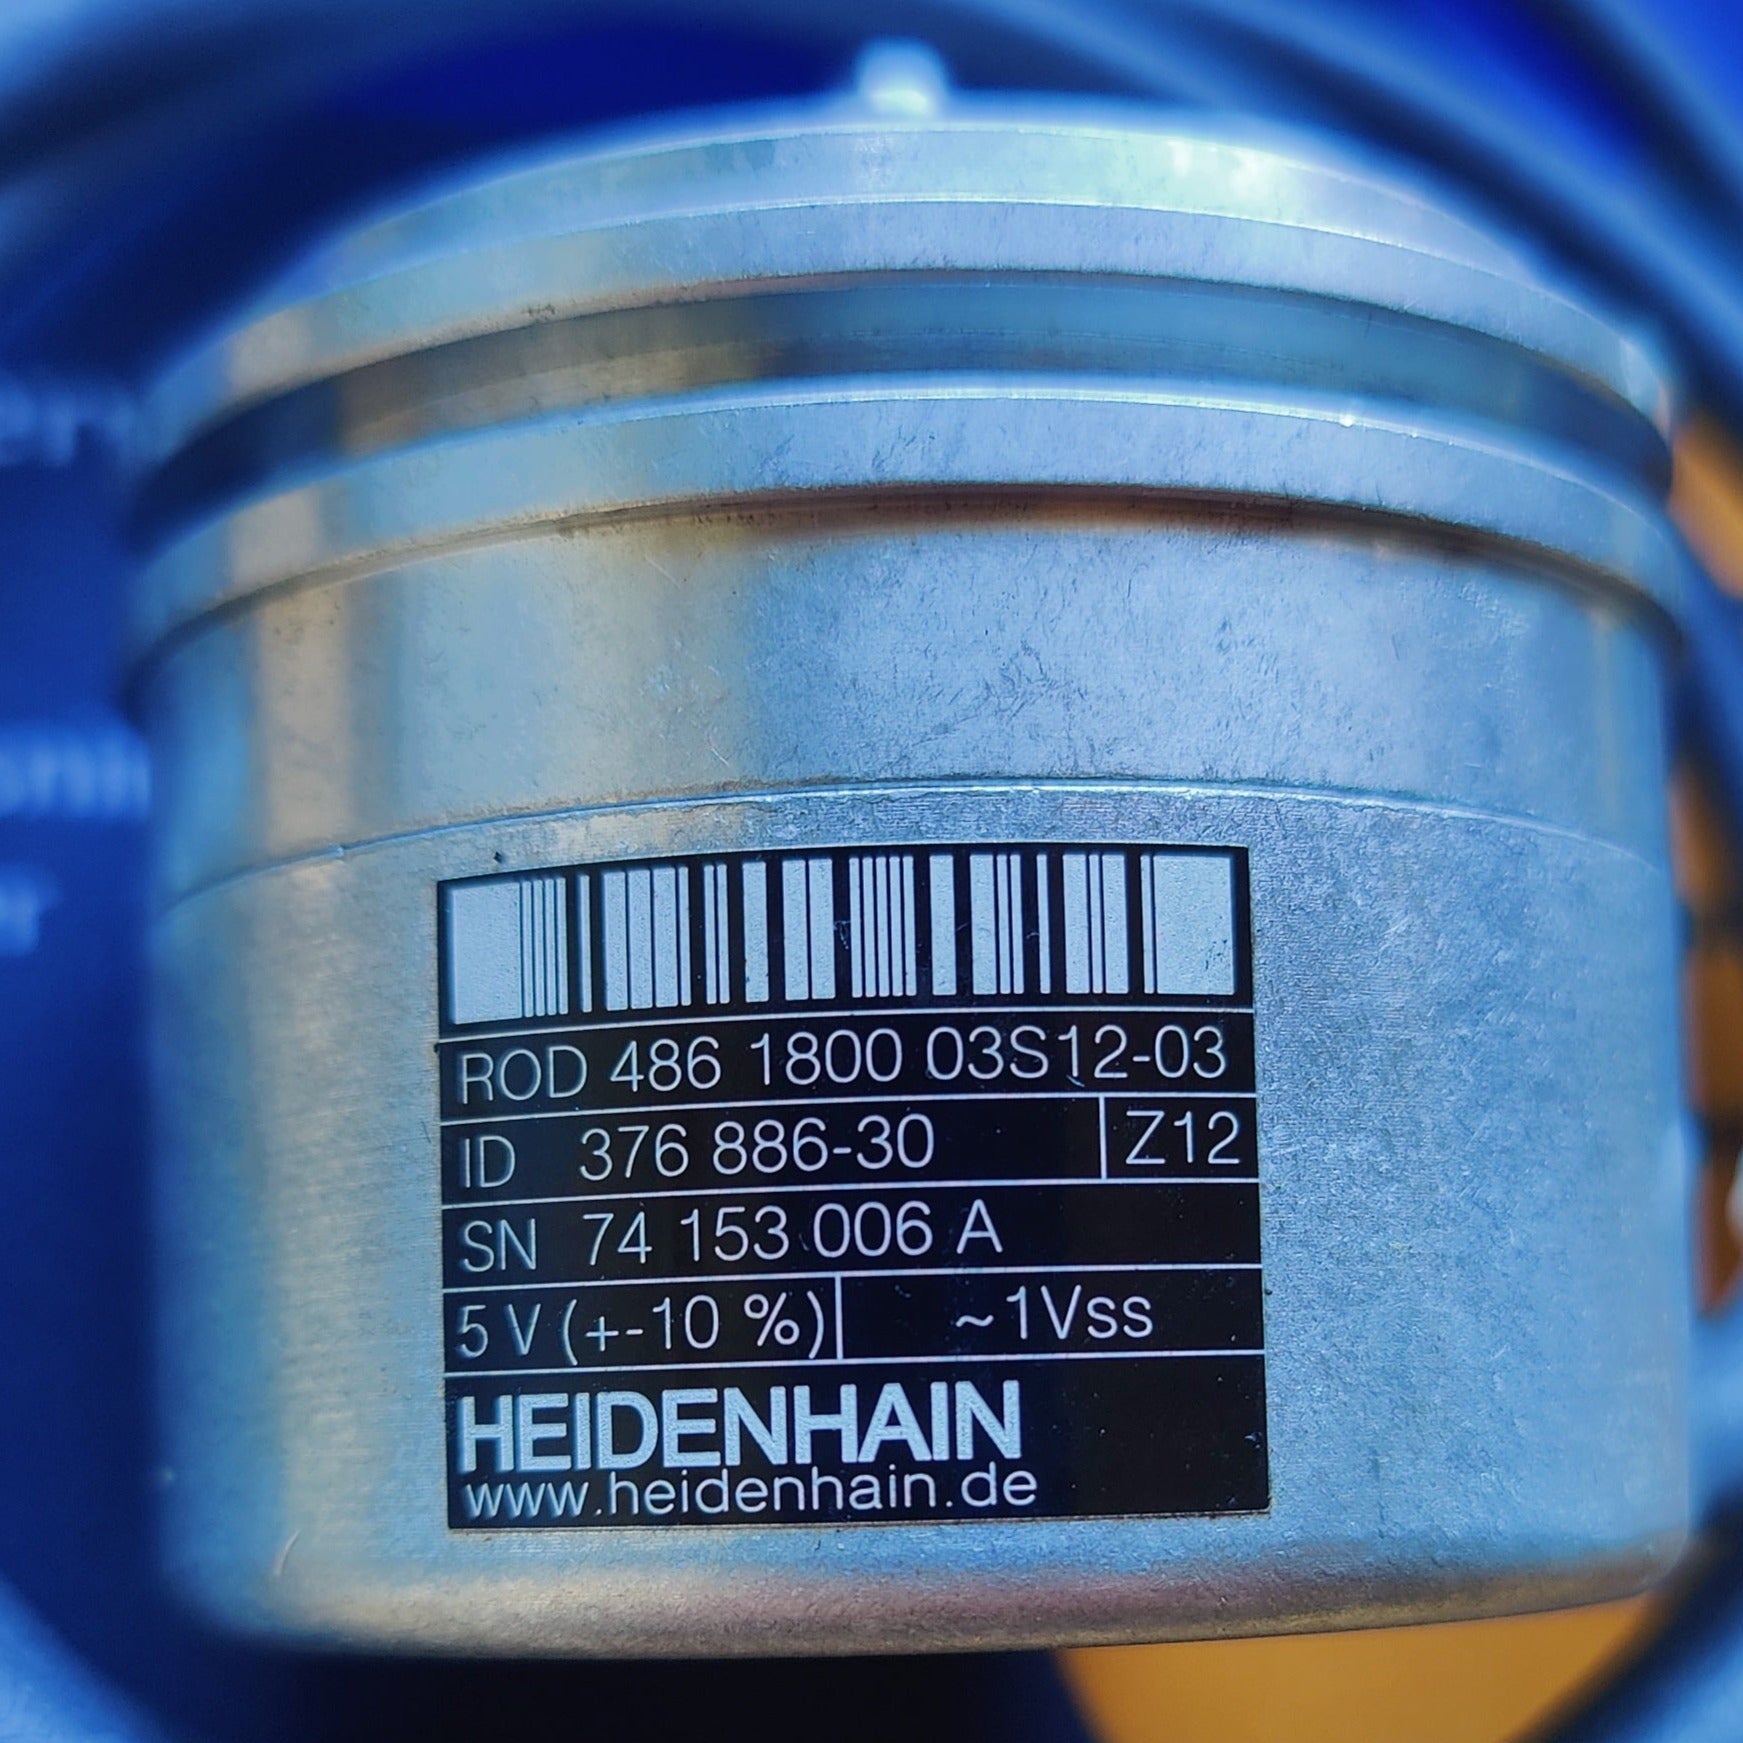 ROD 486 1800 03S12-03
ID 376 886-30 Z12
SN 74 153 006 A
5 V (+-10 %) ~1Vss
HEIDENHAIN
www.heidenhain.de